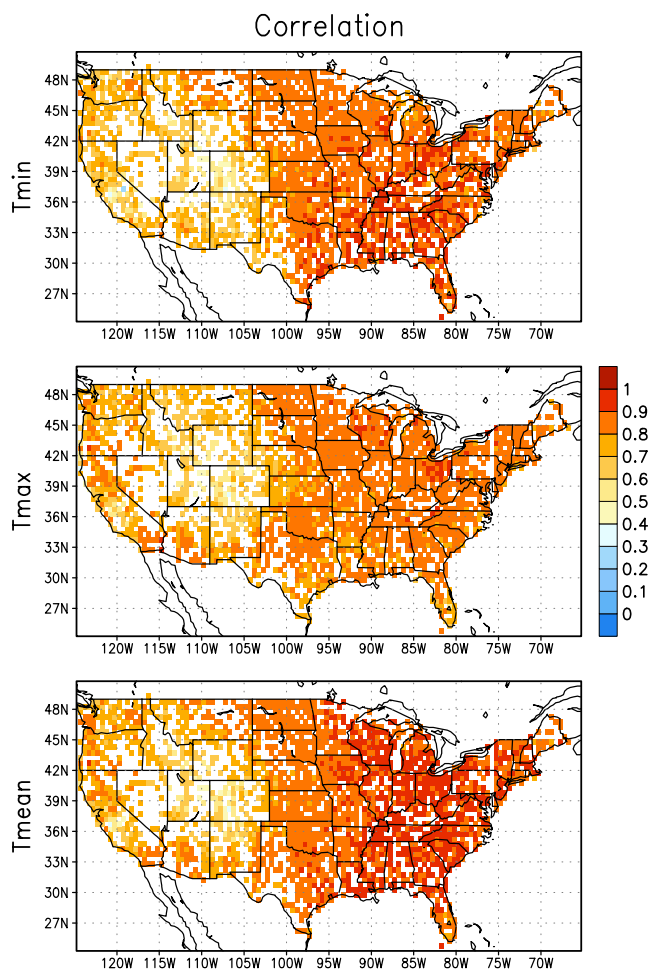 Correlation
Tmin
48N
45N
42N
39N
36N
33N
30N
27N
120W 115W 110W 105W 100W 95W 90W 85W 80W 75W 70W
Tmax
48N
45N
42N
39N
36N
33N
30N
27N
120W 115W 110W 105W 100W 95W 90W 85W 80W 75W 70W
1
0.9
0.8
0.7
0.6
0.5
0.4
0.3
0.2
0.1
0
Tmean
48N
45N
42N
39N
36N
33N
30N
27N
120W 115W 110W 105W 100W 95W 90W 85W 80W 75W 70W